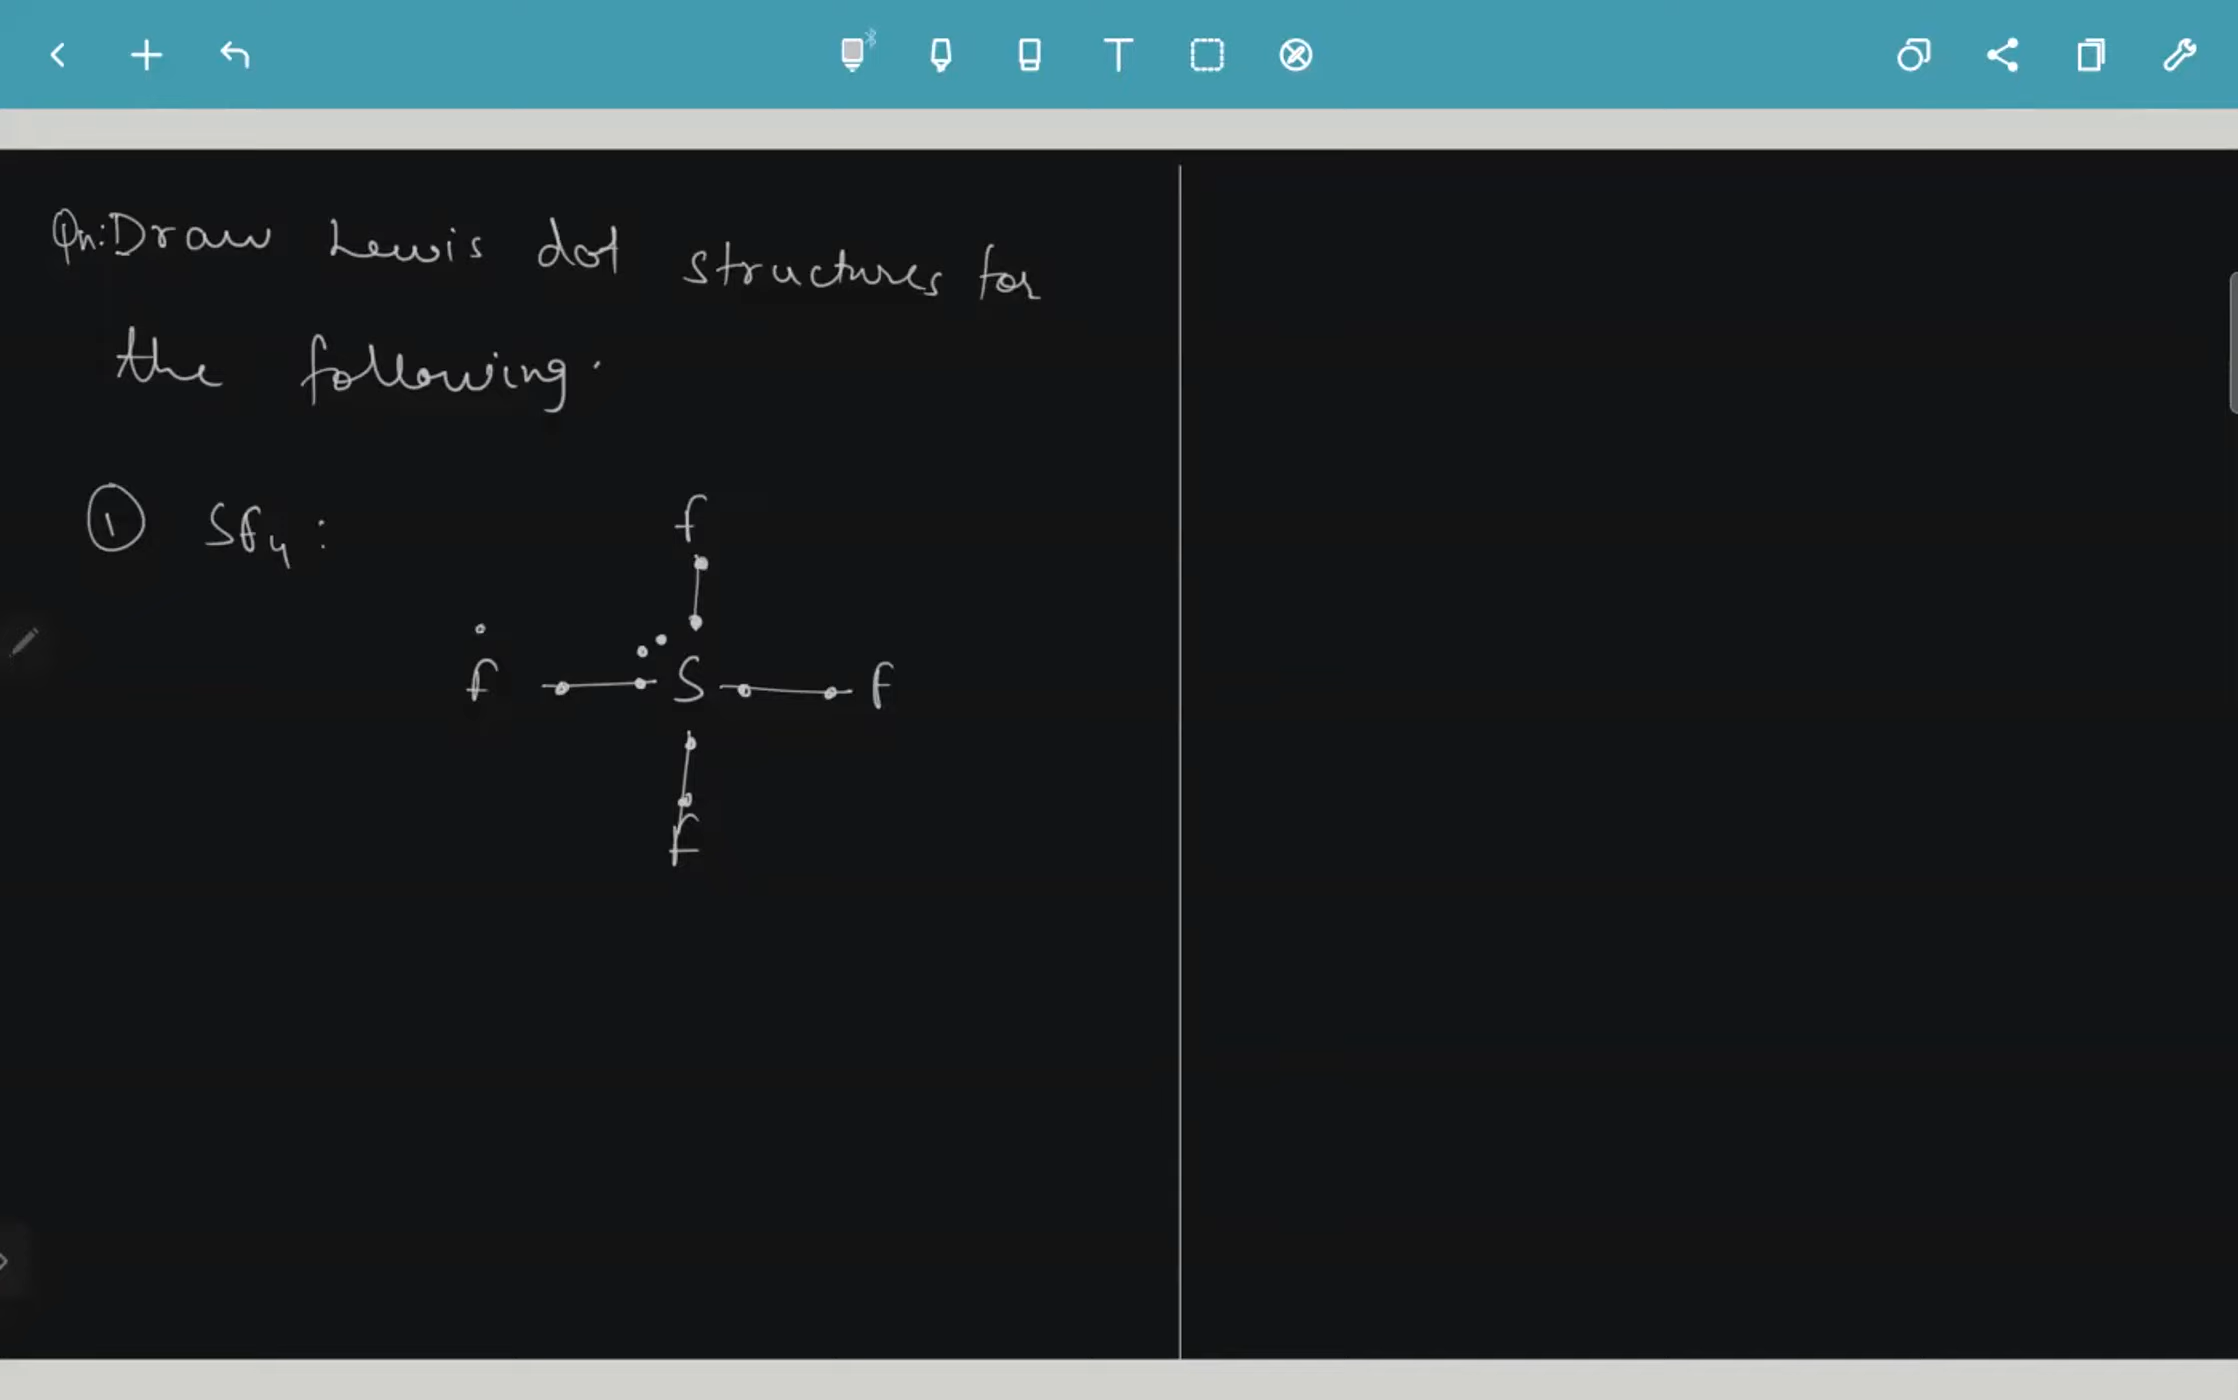 Qn: Draw Lewis dot structures for
the following.
① SF4 :
F
F S F
F